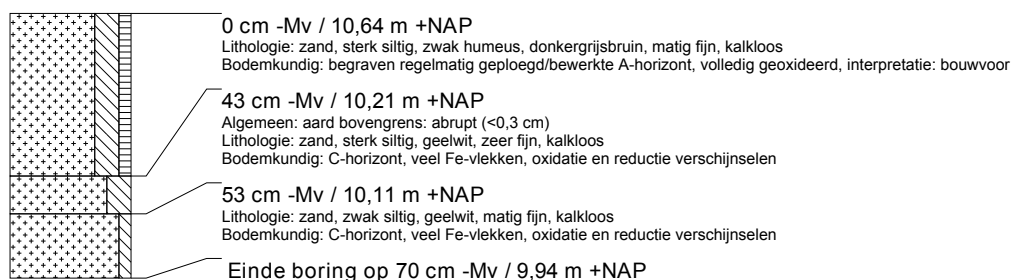 0 cm -Mv / 10,64 m +NAP
Lithologie: zand, sterk siltig, zwak humeus, donkergrijsbruin, matig fijn, kalkloos
Bodemkundig: begraven regelmatig geploegd/bewerkte A-horizont, volledig geoxideerd, interpretatie: bouwvoor
43 cm -Mv / 10,21 m +NAP
Algemeen: aard bovengrens: abrupt (<0,3 cm)
Lithologie: zand, sterk siltig, geelwit, zeer fijn, kalkloos
Bodemkundig: C-horizont, veel Fe-vlekken, oxidatie en reductie verschijnselen
53 cm -Mv / 10,11 m +NAP
Lithologie: zand, zwak siltig, geelwit, matig fijn, kalkloos
Bodemkundig: C-horizont, veel Fe-vlekken, oxidatie en reductie verschijnselen
Einde boring op 70 cm -Mv / 9,94 m +NAP